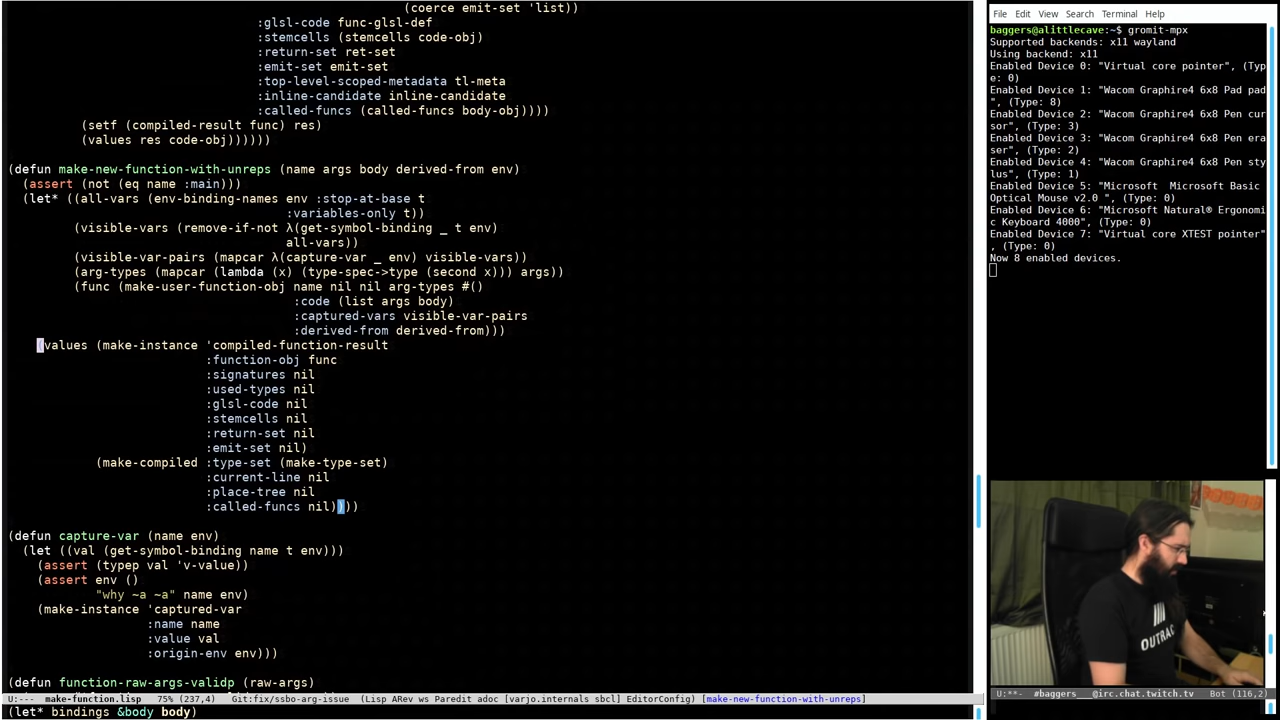 (coerce emit-set 'list))
:glsl-code func-glsl-def
:stemcells (stemcells code-obj)
:return-set ret-set
:emit-set emit-set
:top-level-scoped-metadata tl-meta
:inline-candidate inline-candidate
:called-funcs (called-funcs body-obj))))
(setf (compiled-result func) res)
(values res code-obj))))))
(defun make-new-function-with-unreps (name args body derived-from env)
(assert (not (eq name :main)))
(let* ((all-vars (env-binding-names env :stop-at-base t
:variables-only t))
(visible-vars (remove-if-not λ(get-symbol-binding _ t env)
all-vars))
(visible-var-pairs (mapcar λ(capture-var _ env) visible-vars))
(arg-types (mapcar (lambda (x) (type-spec->type (second x))) args))
(func (make-user-function-obj name nil nil arg-types #()
:code (list args body)
:captured-vars visible-var-pairs
:derived-from derived-from)))
(values (make-instance 'compiled-function-result
:function-obj func
:signatures nil
:used-types nil
:glsl-code nil
:stemcells nil
:return-set nil
:emit-set nil)
(make-compiled :type-set (make-type-set)
:current-line nil
:place-tree nil
:called-funcs nil))))
(defun capture-var (name env)
(let ((val (get-symbol-binding name t env)))
(assert (typep val 'v-value))
(assert env ()
"why ~a ~a" name env)
(make-instance 'captured-var
:name name
:value val
:origin-env env)))
(defun function-raw-args-validp (raw-args)
U:--- make-function.lisp 75% (237,4) Git:fix/ssbo-arg-issue (Lisp ARev ws Paredit adoc [varjo.internals sbcl] EditorConfig) [make-new-function-with-unreps]
(let* bindings &body body)
File Edit View Search Terminal Help
baggers@alittlecave:~$ gromit-mpx
Supported backends: x11 wayland
Using backend: x11
Enabled Device 0: "Virtual core pointer", (Typ
e: 0)
Enabled Device 1: "Wacom Graphire4 6x8 Pad pad
", (Type: 8)
Enabled Device 2: "Wacom Graphire4 6x8 Pen cur
sor", (Type: 3)
Enabled Device 3: "Wacom Graphire4 6x8 Pen era
ser", (Type: 2)
Enabled Device 4: "Wacom Graphire4 6x8 Pen sty
lus", (Type: 1)
Enabled Device 5: "Microsoft  Microsoft Basic
Optical Mouse v2.0 ", (Type: 0)
Enabled Device 6: "Microsoft Natural® Ergonomi
c Keyboard 4000", (Type: 0)
Enabled Device 7: "Virtual core XTEST pointer"
, (Type: 0)
Now 8 enabled devices.
OUTRAC
U:**- #baggers___@irc.chat.twitch.tv Bot (116,2)